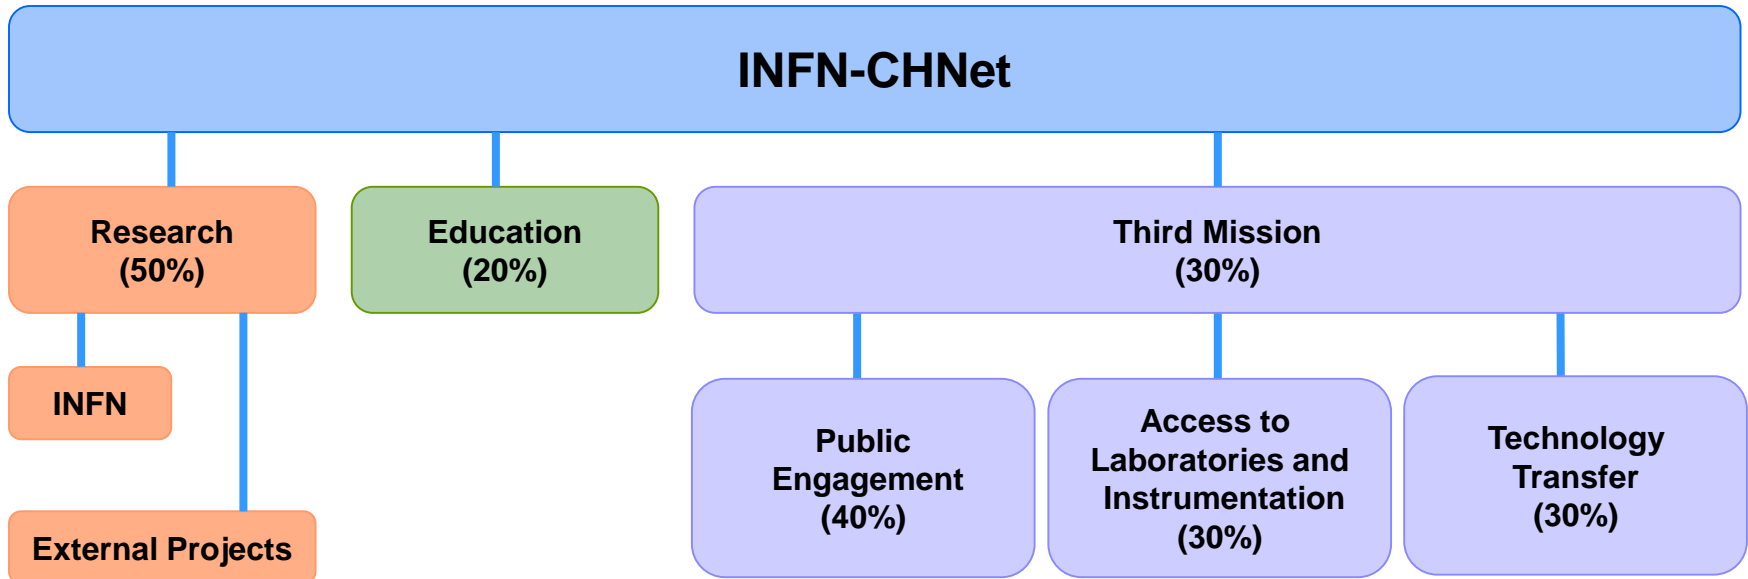 INFN-CHNet
Research
(50%)
Education
(20%)
Third Mission
(30%)
INFN
External Projects
Public
Engagement
(40%)
Access to
Laboratories and
Instrumentation
(30%)
Technology
Transfer
(30%)